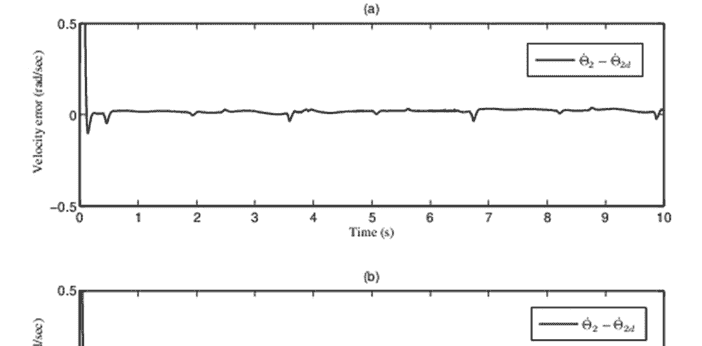 (a)
0.5
Θ̇₂ − Θ̇₂d
Velocity error (rad/sec)
0
−0.5
0 1 2 3 4 5 6 7 8 9 10
Time (s)
(b)
0.5
Θ̇₂ − Θ̇₂d